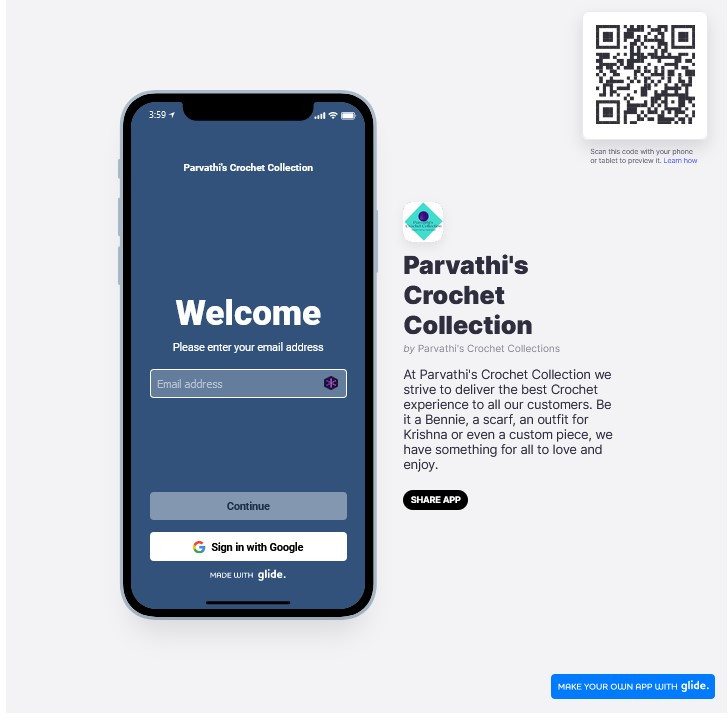 3:59
Parvathi's Crochet Collection
Welcome
Please enter your email address
Email address
Continue
Sign in with Google
MADE WITH glide.
Scan this code with your phone
or tablet to preview it. Learn how
Parvathi's
Crochet
Collection
by Parvathi's Crochet Collections
At Parvathi's Crochet Collection we
strive to deliver the best Crochet
experience to all our customers. Be
it a Bennie, a scarf, an outfit for
Krishna or even a custom piece, we
have something for all to love and
enjoy.
SHARE APP
MAKE YOUR OWN APP WITH glide.